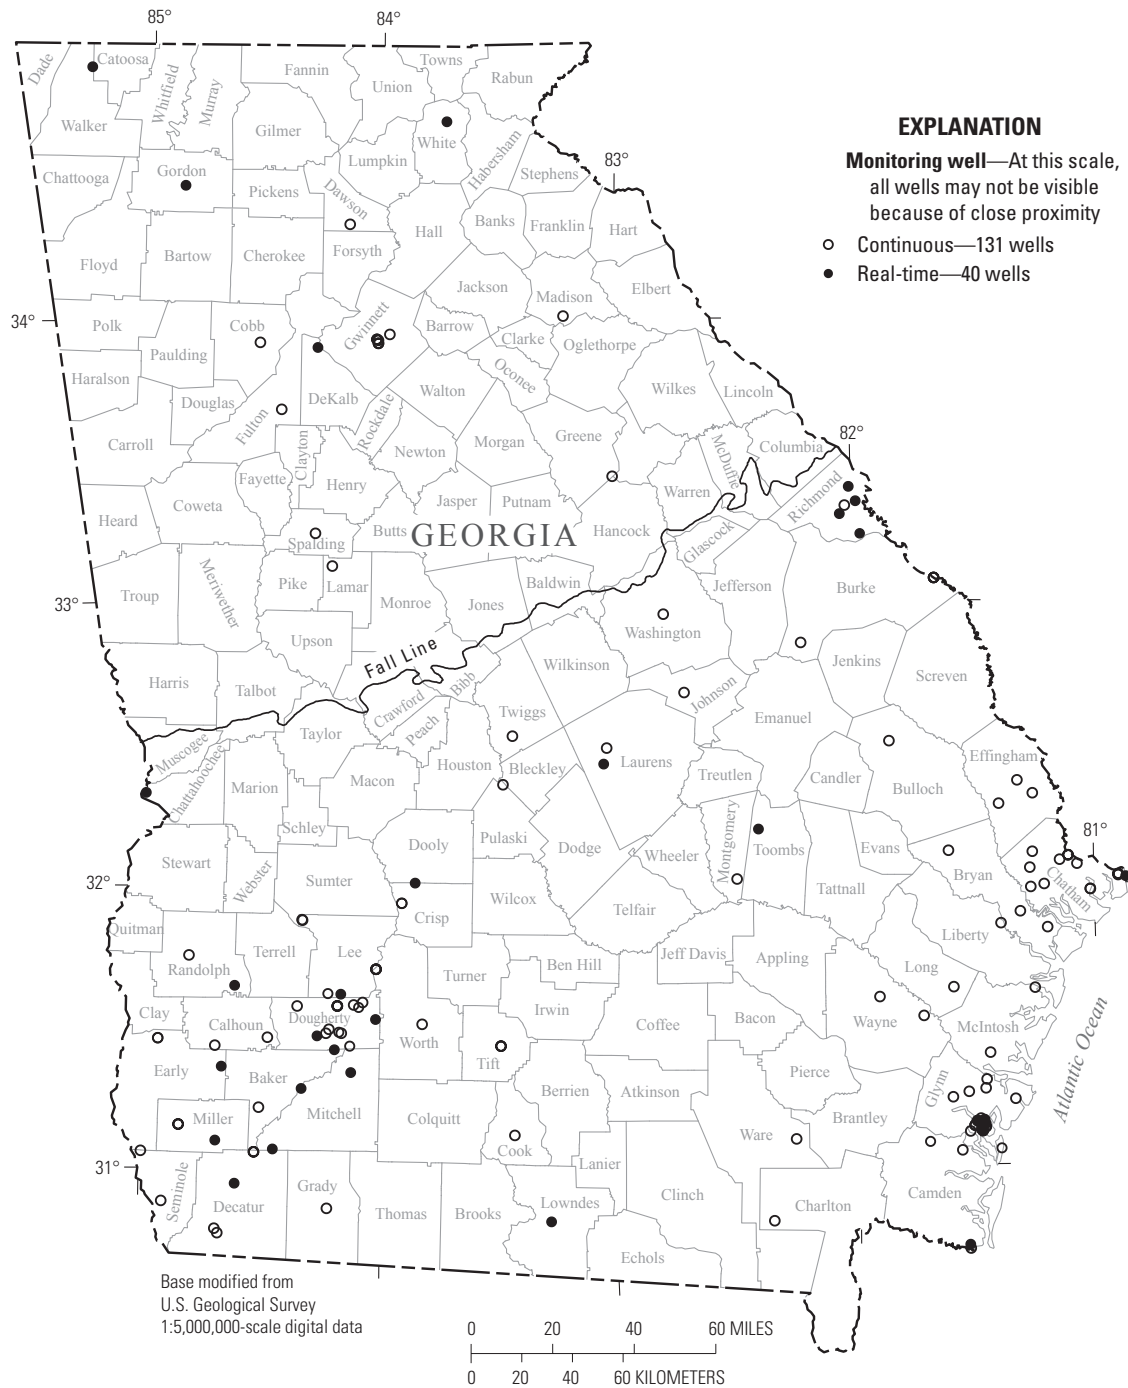 85°
84°
Dade
Catoosa
Whitfield
Murray
Fannin
Union
Towns
Rabun
Walker
Gilmer
White
Habersham
Lumpkin
Chattooga
Gordon
Pickens
Dawson
Stephens
83°
Banks
Franklin
Hart
Hall
Floyd
Bartow
Cherokee
Forsyth
Jackson
Madison
Elbert
34°
Polk
Cobb
Gwinnett
Barrow
Clarke
Oglethorpe
Paulding
Haralson
Oconee
Wilkes
Lincoln
Douglas
Fulton
DeKalb
Rockdale
Walton
Carroll
Clayton
Newton
Morgan
Greene
McDuffie
Columbia
82°
Fayette
Henry
Warren
Richmond
Heard
Coweta
Jasper
Putnam
Spalding
Butts
GEORGIA
Hancock
Glascock
Troup
Meriwether
Pike
Lamar
Monroe
Jones
Baldwin
Jefferson
Burke
33°
Washington
Upson
Fall Line
Wilkinson
Jenkins
Screven
Harris
Talbot
Crawford
Bibb
Peach
Twiggs
Johnson
Emanuel
Taylor
Muscogee
Chattahoochee
Marion
Macon
Houston
Bleckley
Laurens
Treutlen
Candler
Bulloch
Effingham
Schley
Dooly
Pulaski
Dodge
Wheeler
Montgomery
Toombs
Evans
81°
Stewart
Webster
Sumter
Bryan
Chatham
32°
Crisp
Wilcox
Telfair
Tattnall
Quitman
Terrell
Lee
Turner
Ben Hill
Jeff Davis
Appling
Liberty
Long
Randolph
Clay
Calhoun
Dougherty
Worth
Irwin
Coffee
Bacon
Wayne
McIntosh
Atlantic Ocean
Early
Baker
Tift
Berrien
Atkinson
Pierce
Glynn
Miller
Mitchell
Colquitt
Cook
Ware
Brantley
31°
Seminole
Decatur
Grady
Thomas
Brooks
Lanier
Lowndes
Clinch
Charlton
Camden
Echols
EXPLANATION
Monitoring well—At this scale,
all wells may not be visible
because of close proximity
Continuous—131 wells
Real-time—40 wells
Base modified from
U.S. Geological Survey
1:5,000,000-scale digital data
0 20 40 60 MILES
0 20 40 60 KILOMETERS